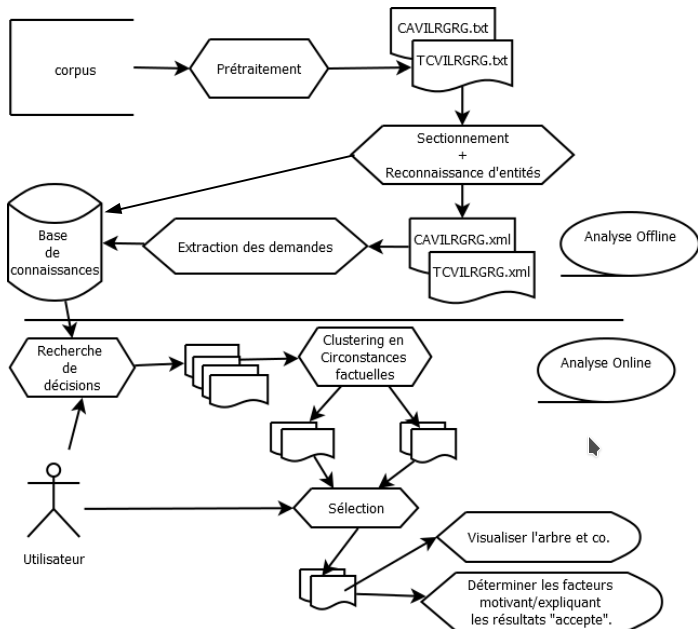 CAVILRGRG.txt
corpus
Prétraitement
TCVILRGRG.txt
Sectionnement
+
Reconnaissance d'entités
Base
de
connaissances
Extraction des demandes
CAVILRGRG.xml
TCVILRGRG.xml
Analyse Offline
Recherche
de
décisions
Clustering en
Circonstances
factuelles
Analyse Online
Utilisateur
Sélection
Visualiser l'arbre et co.
Déterminer les facteurs
motivant/expliquant
les résultats "accepte".